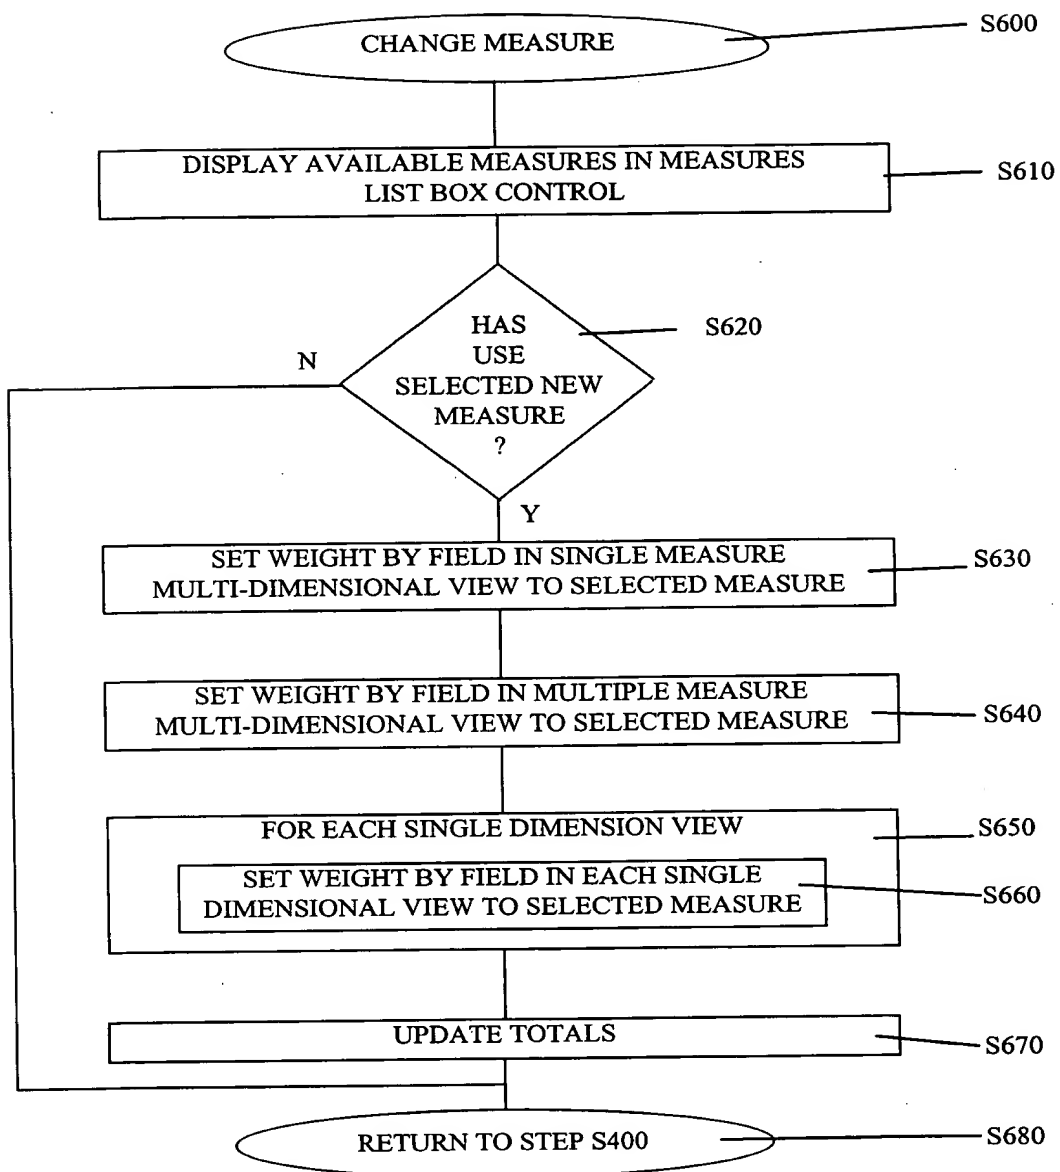 CHANGE MEASURE
S600
DISPLAY AVAILABLE MEASURES IN MEASURES
LIST BOX CONTROL
S610
HAS
USE
SELECTED NEW
MEASURE
?
S620
N
Y
SET WEIGHT BY FIELD IN SINGLE MEASURE
MULTI-DIMENSIONAL VIEW TO SELECTED MEASURE
S630
SET WEIGHT BY FIELD IN MULTIPLE MEASURE
MULTI-DIMENSIONAL VIEW TO SELECTED MEASURE
S640
FOR EACH SINGLE DIMENSION VIEW
S650
SET WEIGHT BY FIELD IN EACH SINGLE
DIMENSIONAL VIEW TO SELECTED MEASURE
S660
UPDATE TOTALS
S670
RETURN TO STEP S400
S680